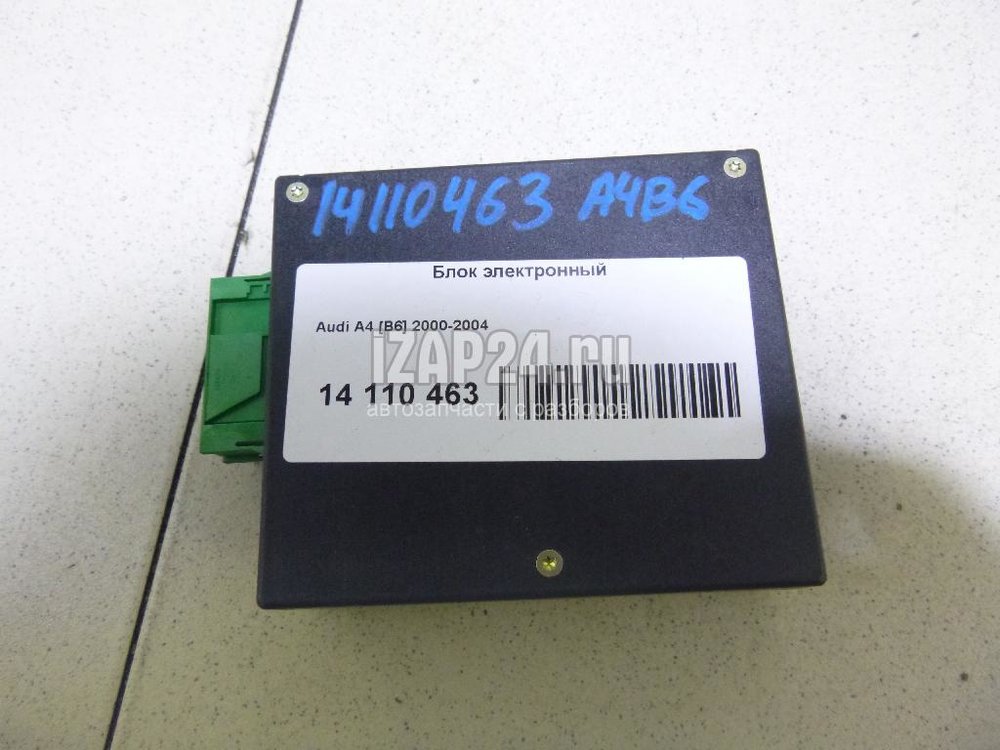 14110463 A4B6
Блок электронный
Audi A4 [B6] 2000-2004
iZAP24.ru
14 110 463
автозапчасти с разборов